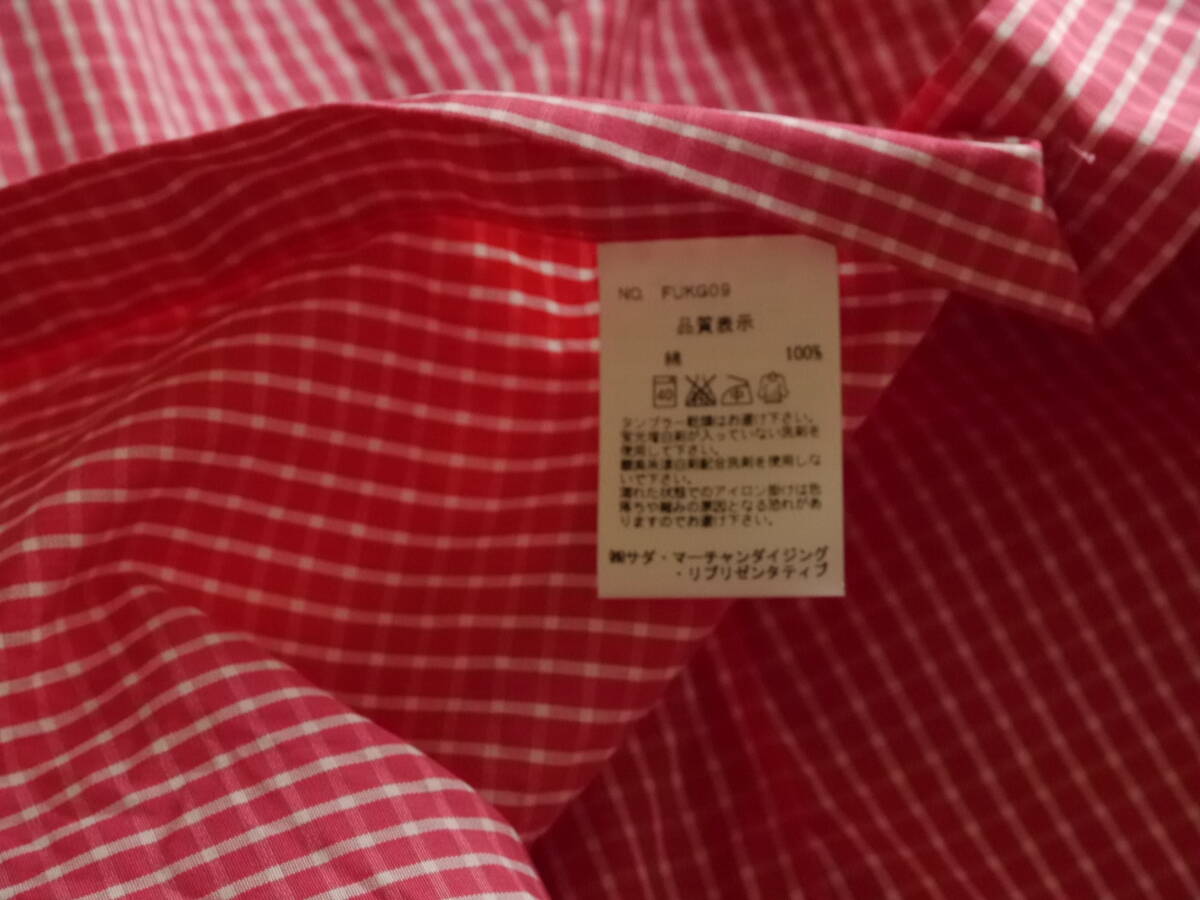 NO. FUKG09
品質表示
綿 100%
40 中
タンブラー乾燥はお避け下さい。
蛍光増白剤が入っていない洗剤を
使用して下さい。
酸素系漂白剤配合洗剤を使用しな
いで下さい。
濡れた状態でのアイロン掛けは色
落ちや縮みの原因となる恐れがあ
りますのでお避け下さい。
㈱サダ・マーチャンダイジング
・リプリゼンタティブ